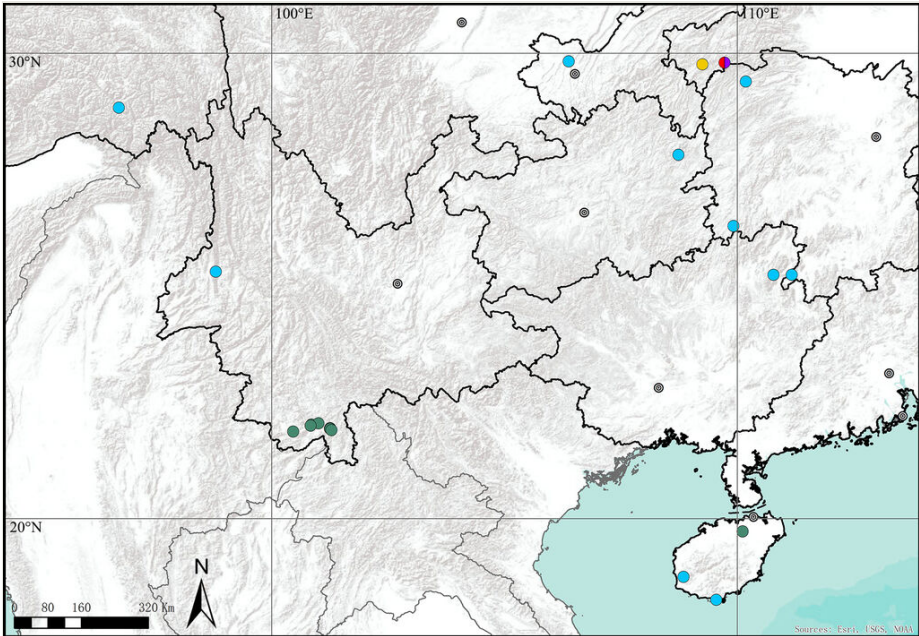 100°E
110°E
30°N
20°N
N
0 80 160 320 Km
Sources: Esri, USGS, NOAA